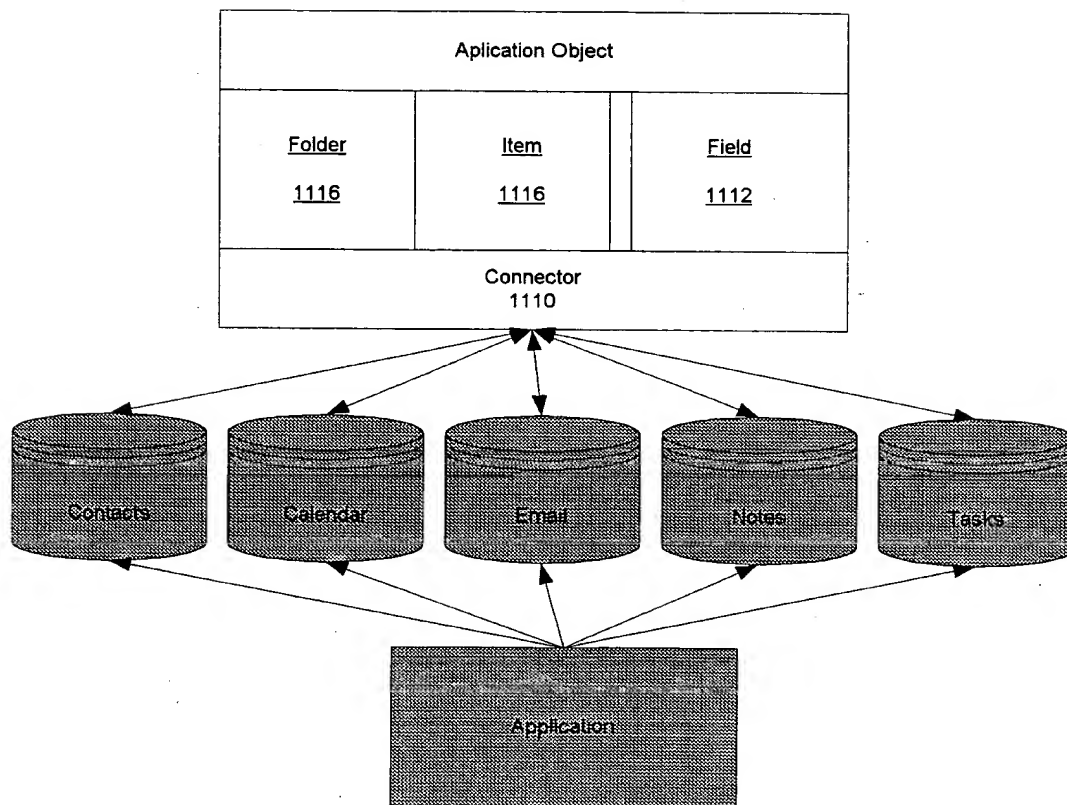 Aplication Object
Folder Item Field
1116 1116 1112
Connector
1110
Contacts Calendar Email Notes Tasks
Application